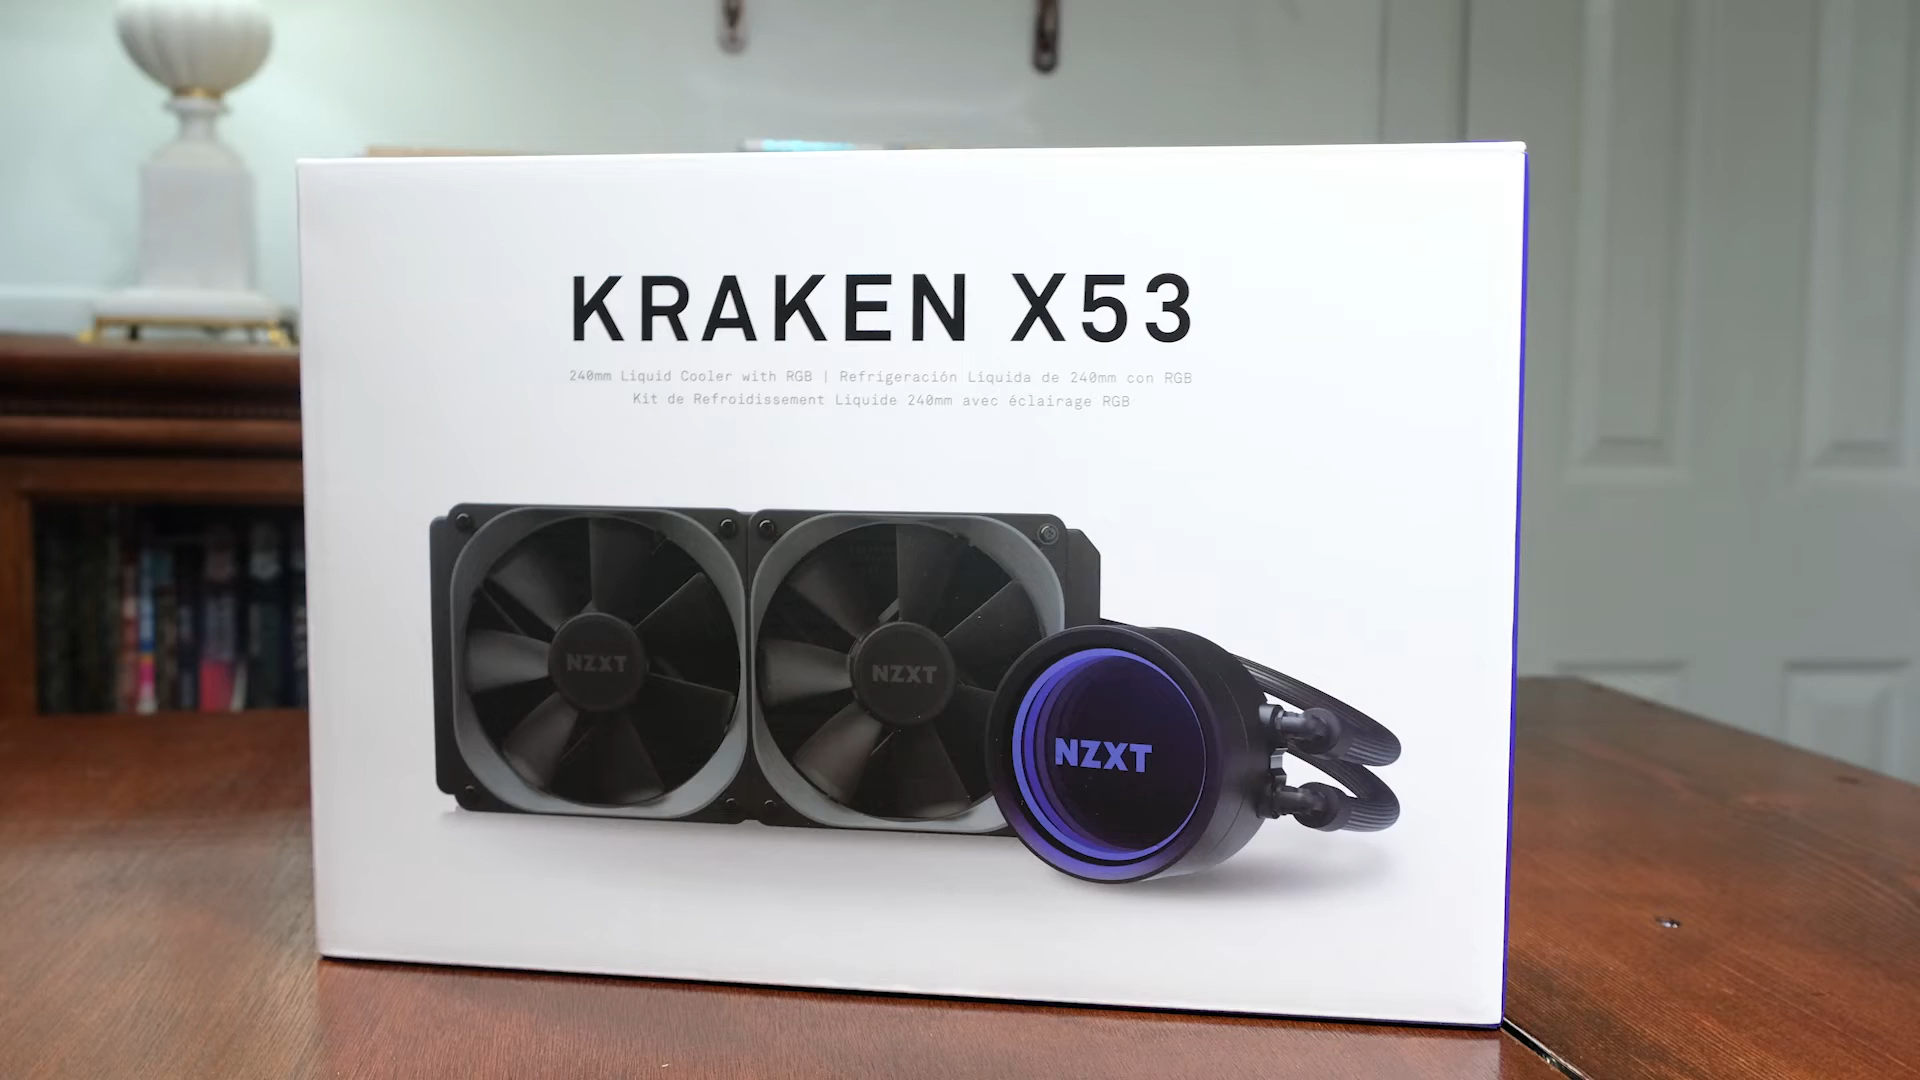 KRAKEN X53
240mm Liquid Cooler with RGB | Refrigeración Líquida de 240mm con RGB
Kit de Refroidissement Liquide 240mm avec éclairage RGB
NZXT
NZXT
NZXT